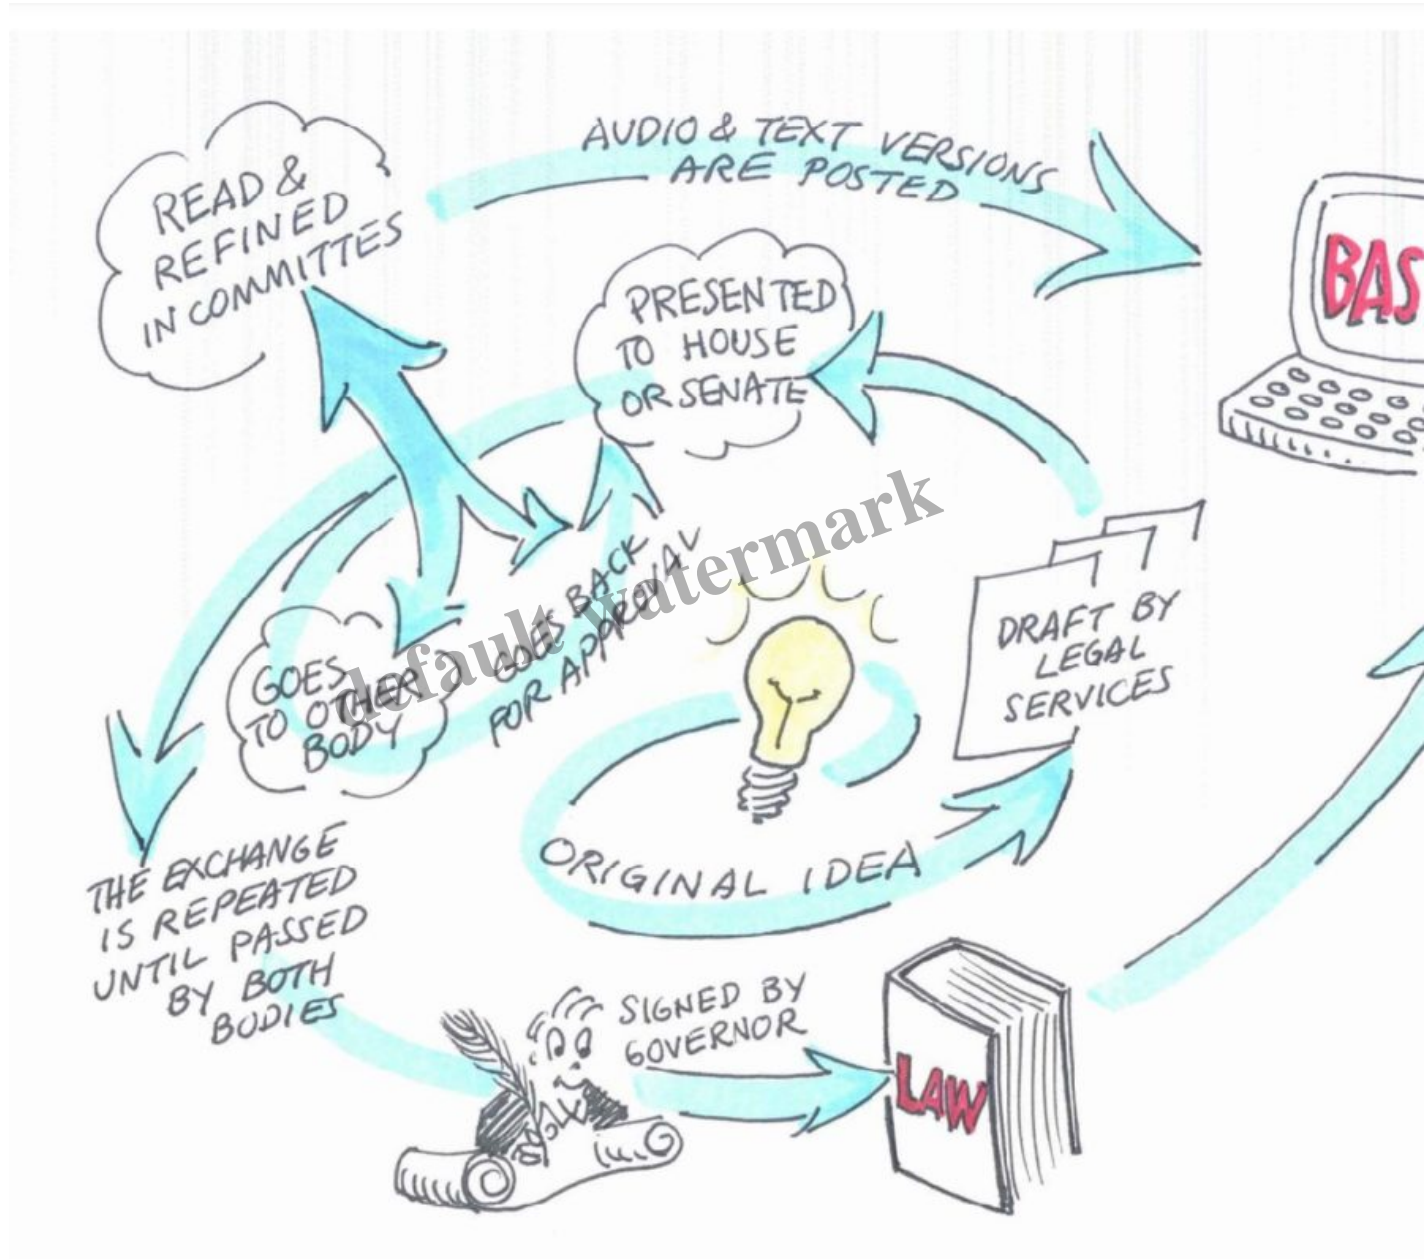 AUDIO & TEXT VERSIONS
ARE POSTED
READ &
REFINED
IN COMMITTES
BAS
PRESENTED
TO HOUSE
OR SENATE
GOES BACK
FOR APPROVAL
default watermark
DRAFT BY
LEGAL
SERVICES
GOES
TO OTHER
BODY
ORIGINAL IDEA
THE EXCHANGE
IS REPEATED
UNTIL PASSED
BY BOTH
BODIES
SIGNED BY
GOVERNOR
LAW